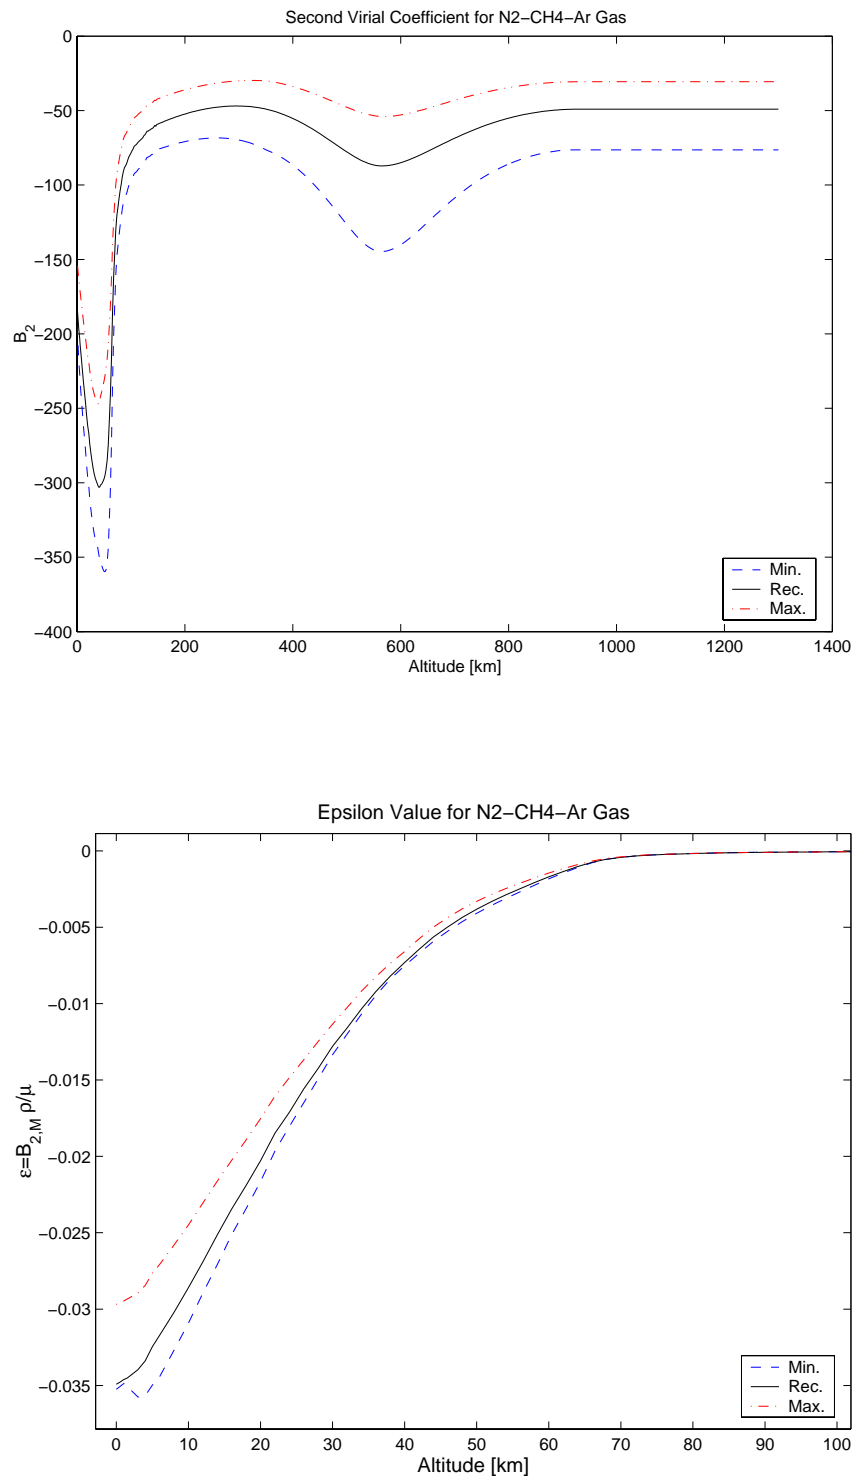 Second Virial Coefficient for N2−CH4−Ar Gas
0
−50
−100
−150
−200
−250
−300
−350
−400
B2
0 200 400 600 800 1000 1200 1400
Altitude [km]
Min.
Rec.
Max.
Epsilon Value for N2−CH4−Ar Gas
0
−0.005
−0.01
−0.015
−0.02
−0.025
−0.03
−0.035
ε=B2,M ρ/μ
0 10 20 30 40 50 60 70 80 90 100
Altitude [km]
Min.
Rec.
Max.